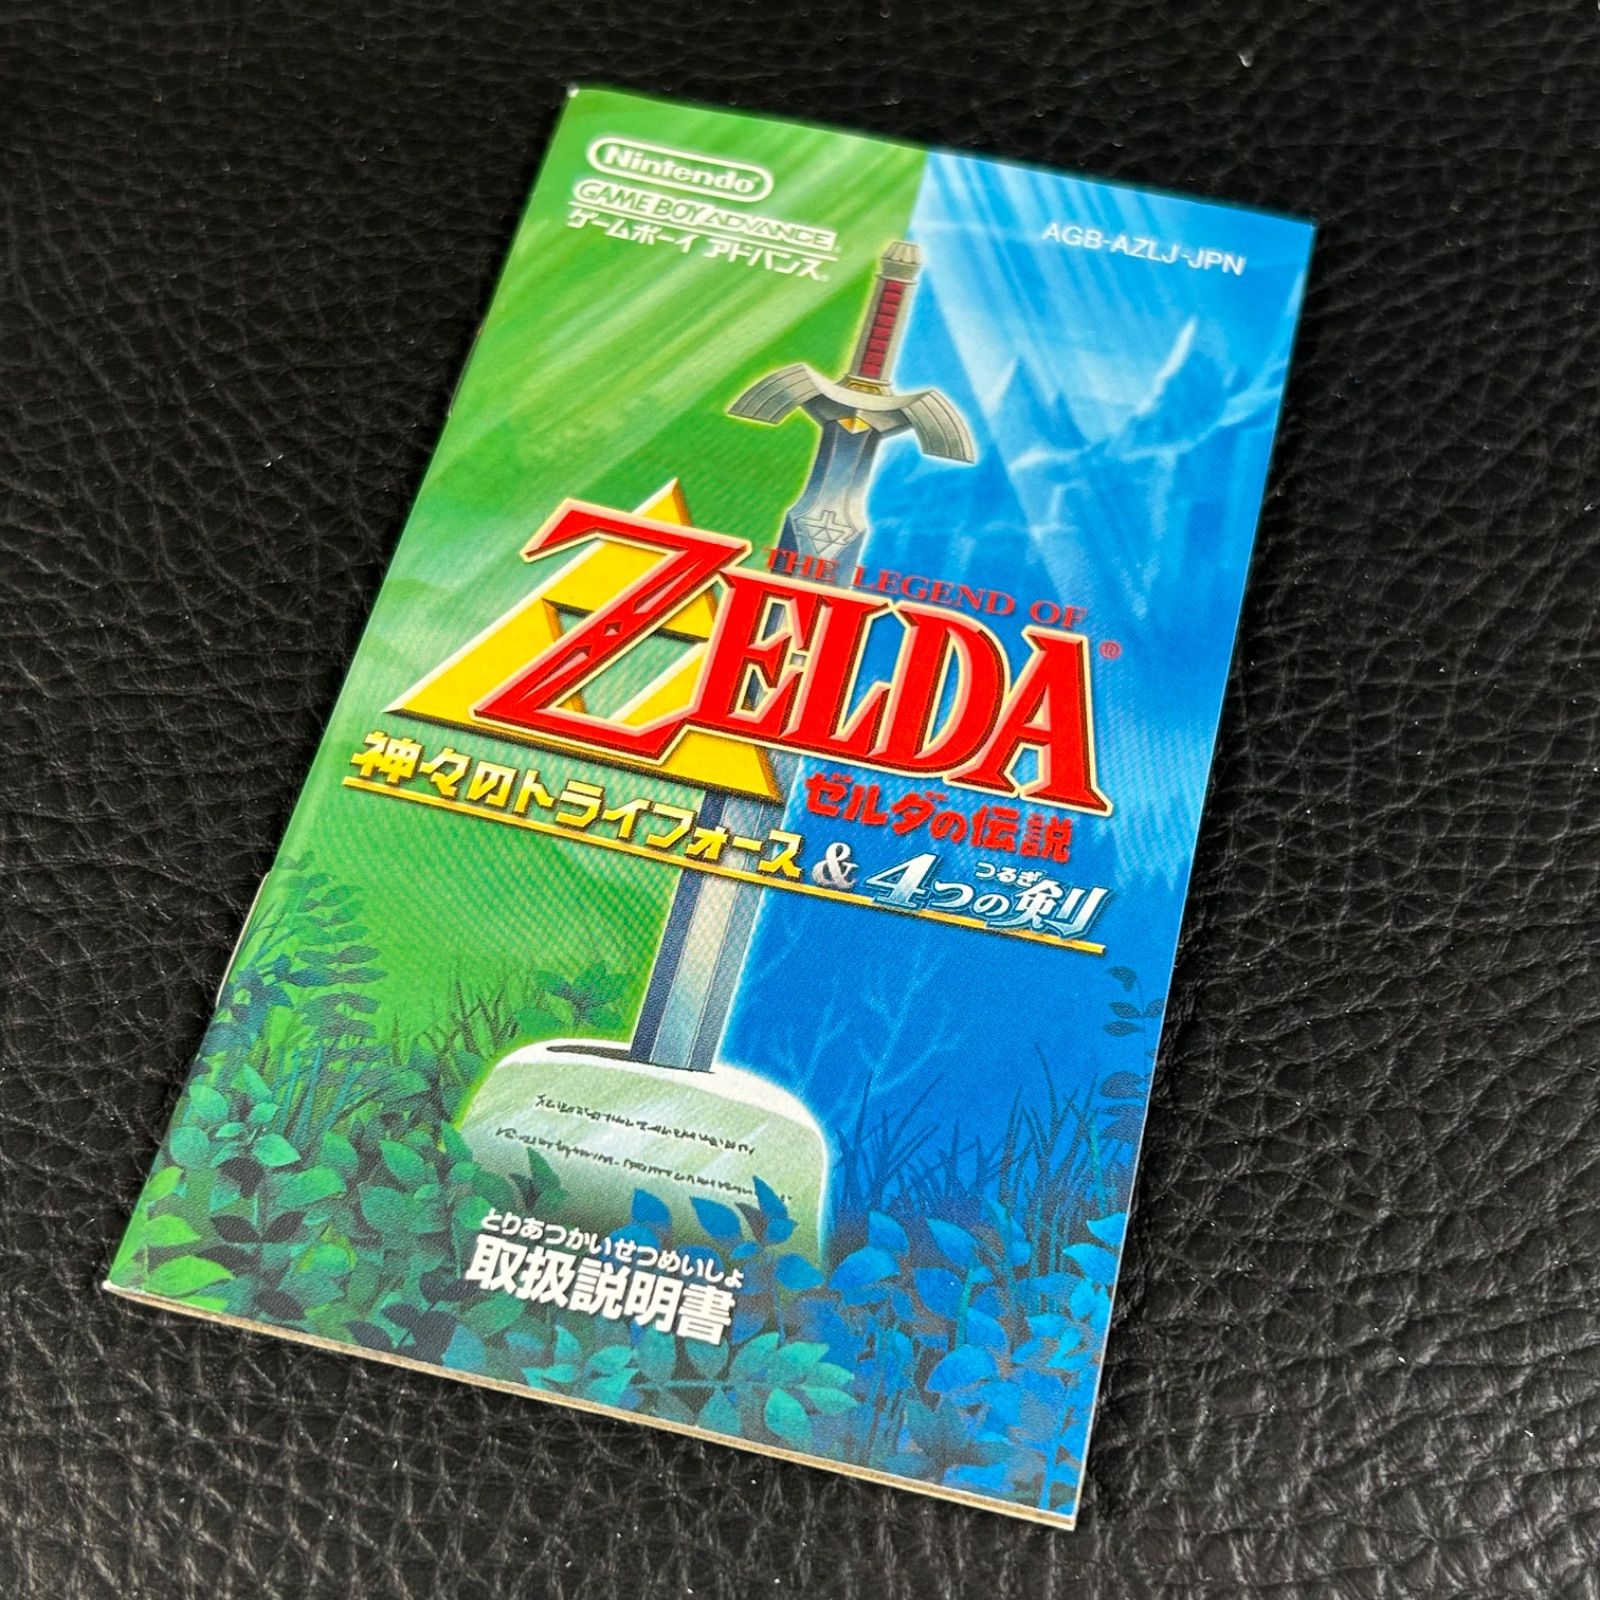 Nintendo
GAME BOY ADVANCE
ゲームボーイ アドバンス
AGB-AZLJ-JPN
THE LEGEND OF
ZELDA®
ゼルダの伝説
神々のトライフォース & 4つの剣
つるぎ
とりあつかいせつめいしょ
取扱説明書